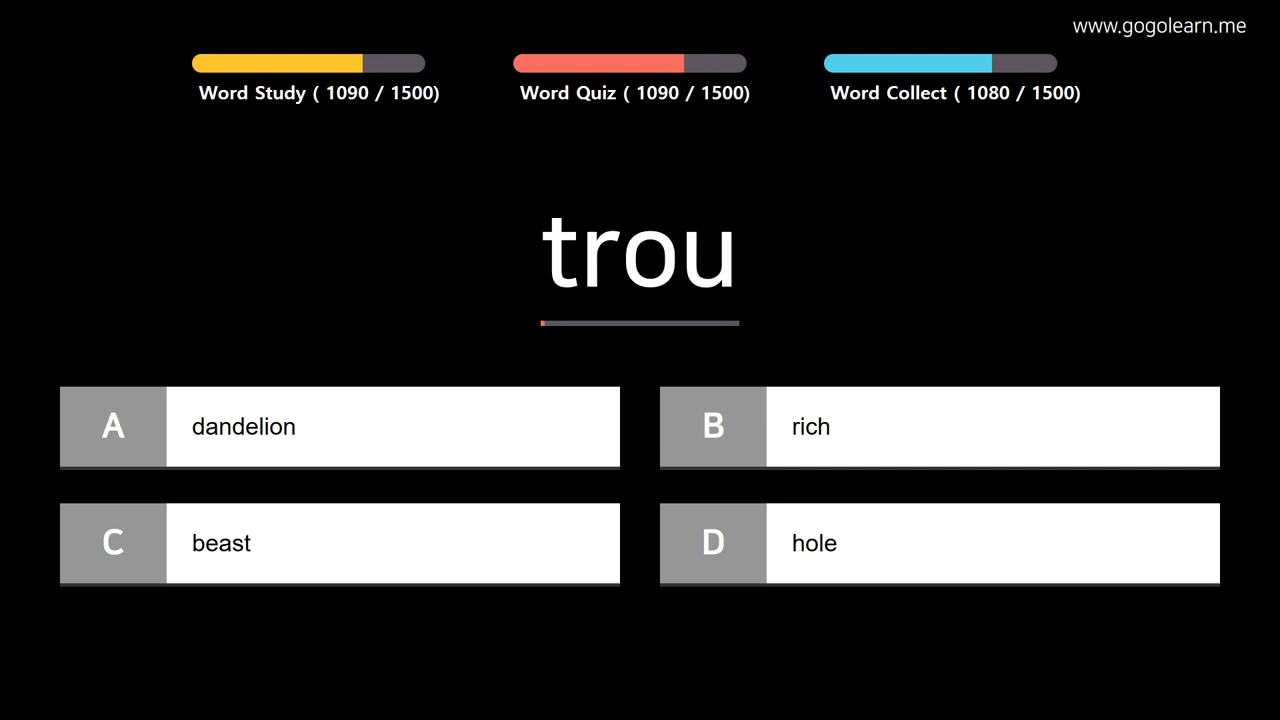 www.gogolearn.me
Word Study ( 1090 / 1500)
Word Quiz ( 1090 / 1500)
Word Collect ( 1080 / 1500)
trou
A dandelion
B rich
C beast
D hole